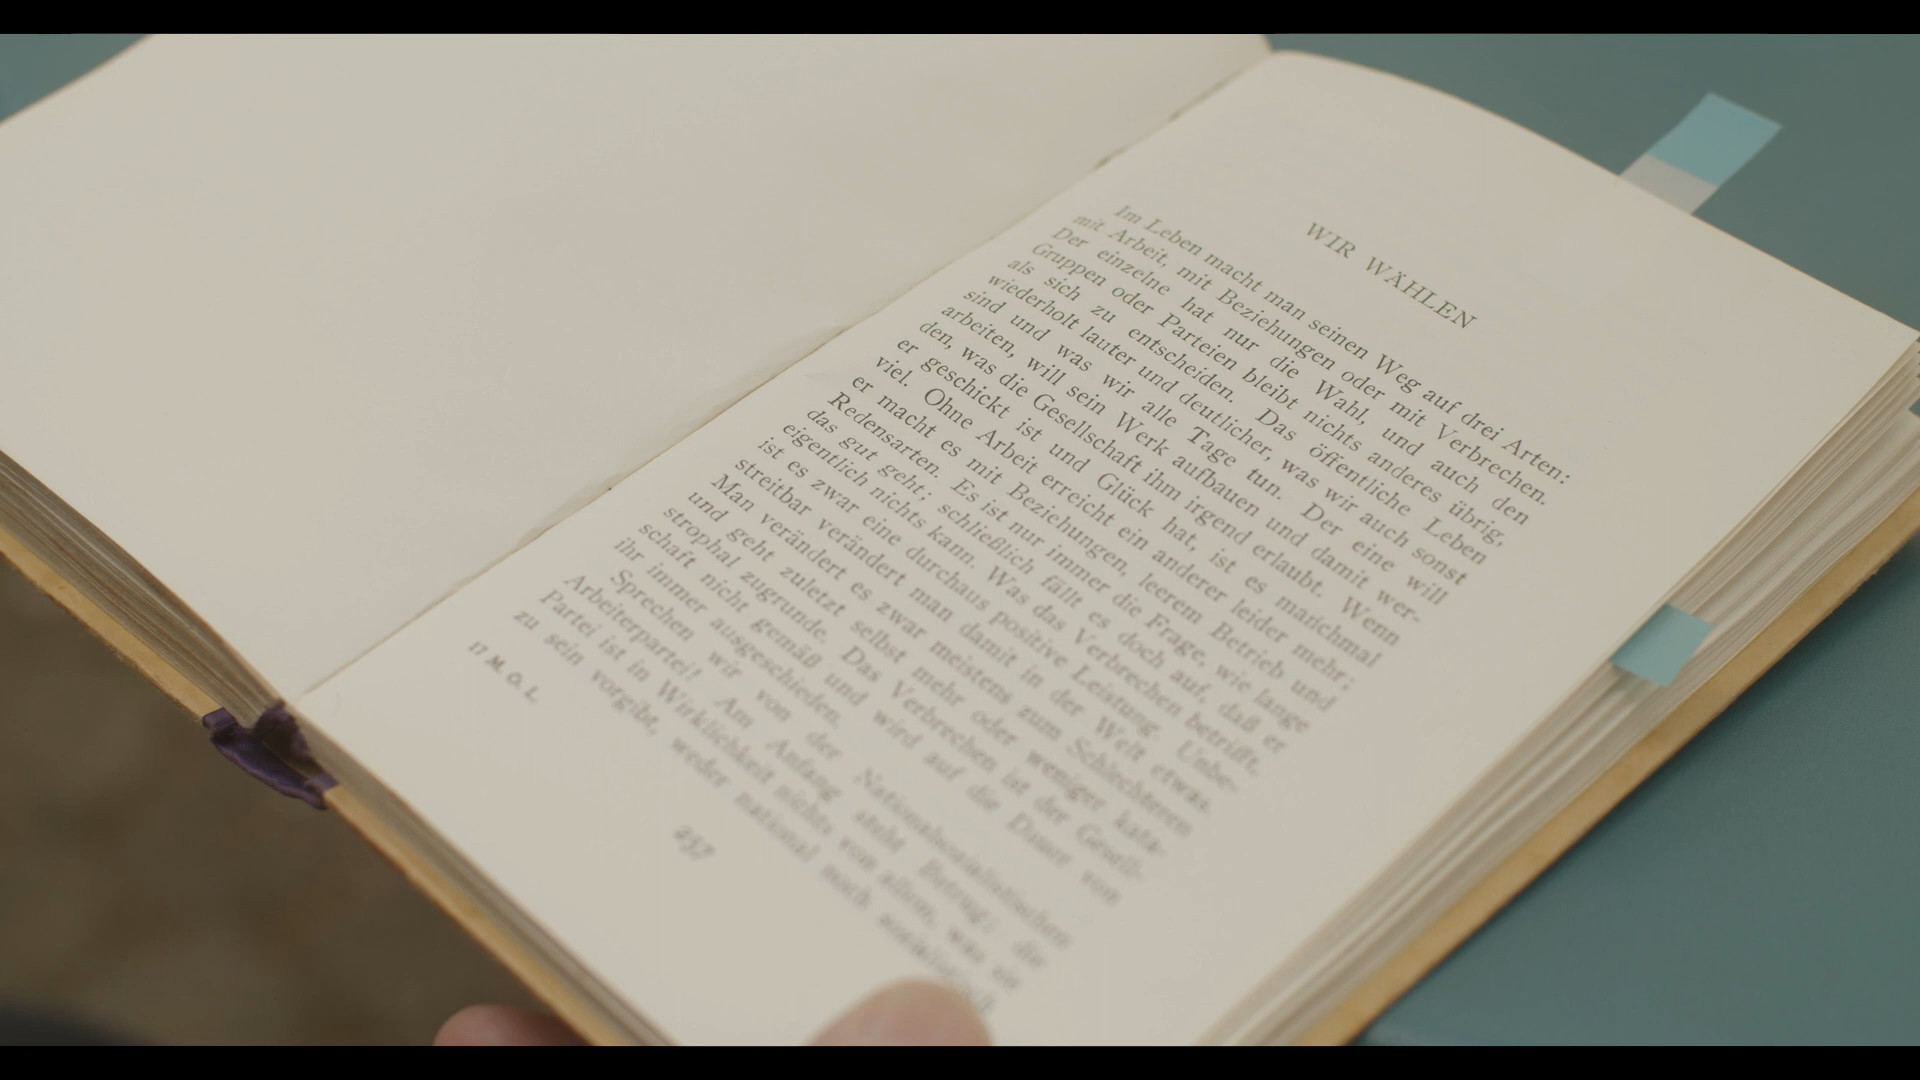 WIR WÄHLEN
Im Leben macht man seinen Weg auf drei Arten:
mit Arbeit, mit Beziehungen oder mit Verbrechen.
Der einzelne hat nur die Wahl, und auch den
Gruppen oder Parteien bleibt nichts anderes übrig,
als sich zu entscheiden. Das öffentliche Leben
wiederholt lauter und deutlicher, was wir auch sonst
sind und was wir alle Tage tun. Der eine will
arbeiten, will sein Werk aufbauen und damit wer-
den, was die Gesellschaft ihm irgend erlaubt. Wenn
er geschickt ist und Glück hat, ist es manchmal
viel. Ohne Arbeit erreicht ein anderer leider mehr;
er macht es mit Beziehungen, leerem Betrieb und
Redensarten. Es ist nur immer die Frage, wie lange
das gut geht; schließlich fällt es doch auf, daß er
eigentlich nichts kann. Was das Verbrechen betrifft,
ist es zwar eine durchaus positive Leistung. Unbe-
streitbar verändert man damit in der Welt etwas.
Man verändert es zwar meistens zum Schlechteren
und geht zuletzt selbst mehr oder weniger kata-
strophal zugrunde. Das Verbrechen ist der Gesell-
schaft nicht gemäß und wird auf die Dauer von
ihr immer ausgeschieden.
Sprechen wir von der Nationalsozialistischen
Arbeiterpartei! Am Anfang steht Betrug; die
Partei ist in Wirklichkeit nichts von allem, was sie
zu sein vorgibt, weder national noch sozialistisch
17 M. O. L.
257